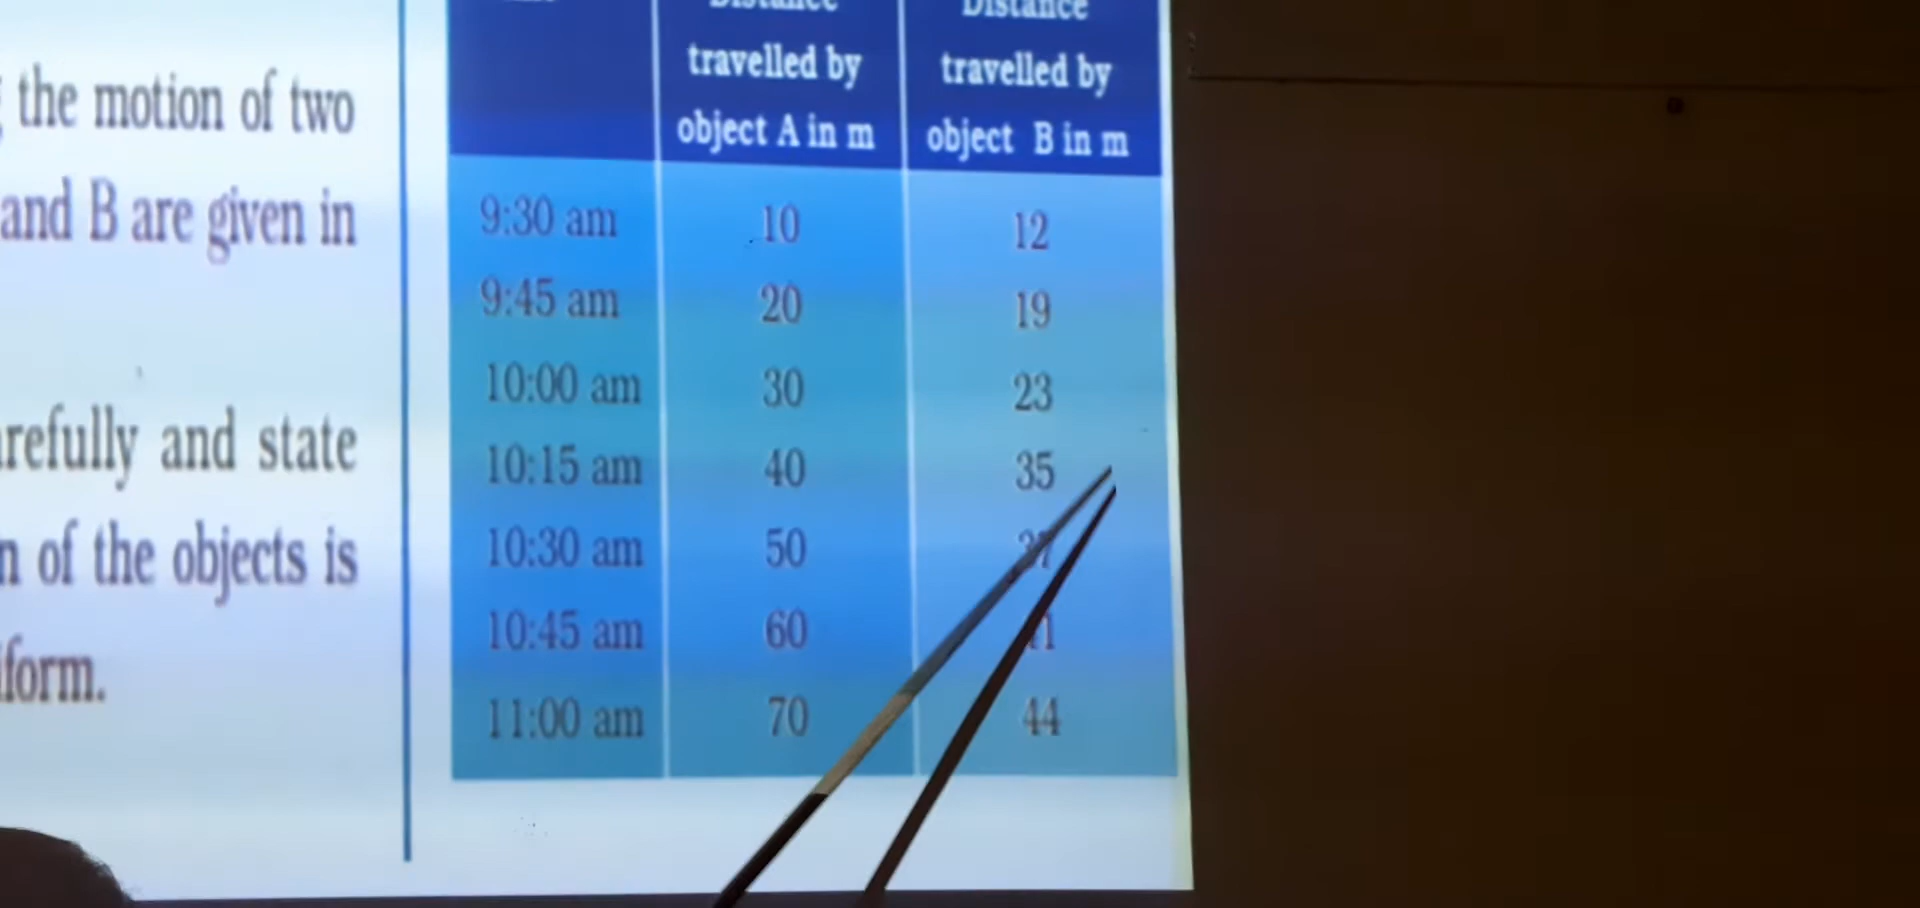 the motion of two
and B are given in
carefully and state
of the objects is
form.
Distance
travelled by
object A in m
Distance
travelled by
object B in m
9:30 am 10 12
9:45 am 20 19
10:00 am 30 23
10:15 am 40 35
10:30 am 50 37
10:45 am 60
11:00 am 70 44